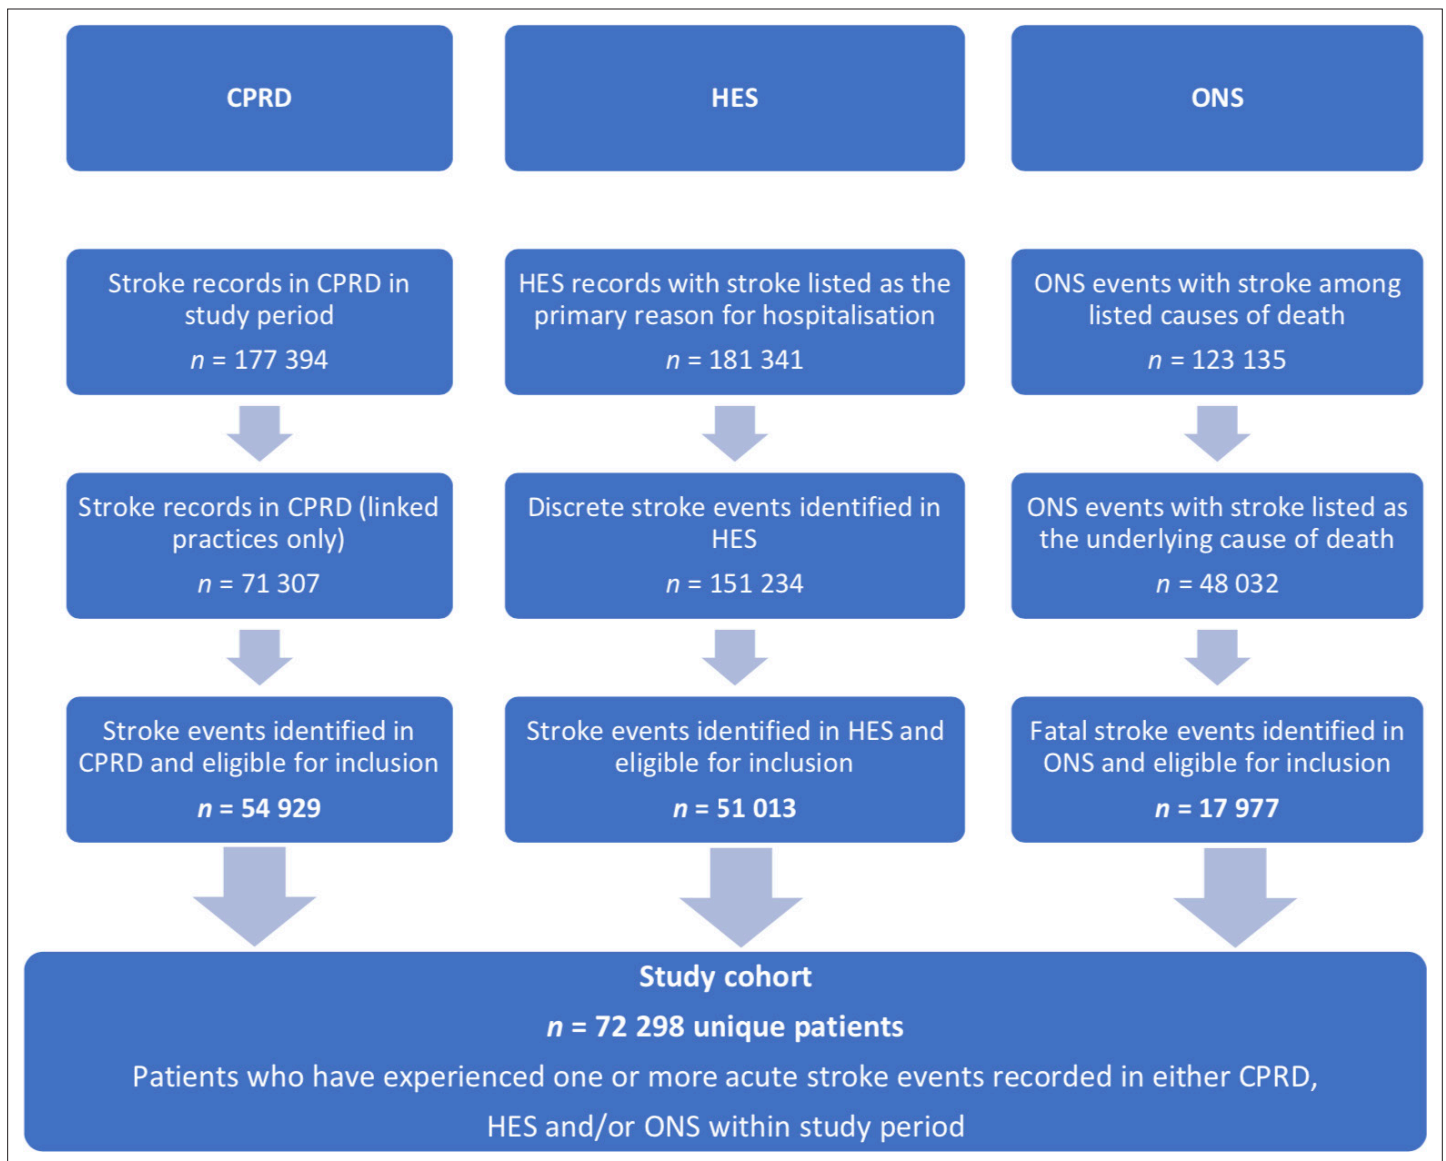 CPRD
HES
ONS
Stroke records in CPRD in
study period
n = 177 394
HES records with stroke listed as the
primary reason for hospitalisation
n = 181 341
ONS events with stroke among
listed causes of death
n = 123 135
Stroke records in CPRD (linked
practices only)
n = 71 307
Discrete stroke events identified in
HES
n = 151 234
ONS events with stroke listed as
the underlying cause of death
n = 48 032
Stroke events identified in
CPRD and eligible for inclusion
n = 54 929
Stroke events identified in HES and
eligible for inclusion
n = 51 013
Fatal stroke events identified in
ONS and eligible for inclusion
n = 17 977
Study cohort
n = 72 298 unique patients
Patients who have experienced one or more acute stroke events recorded in either CPRD,
HES and/or ONS within study period